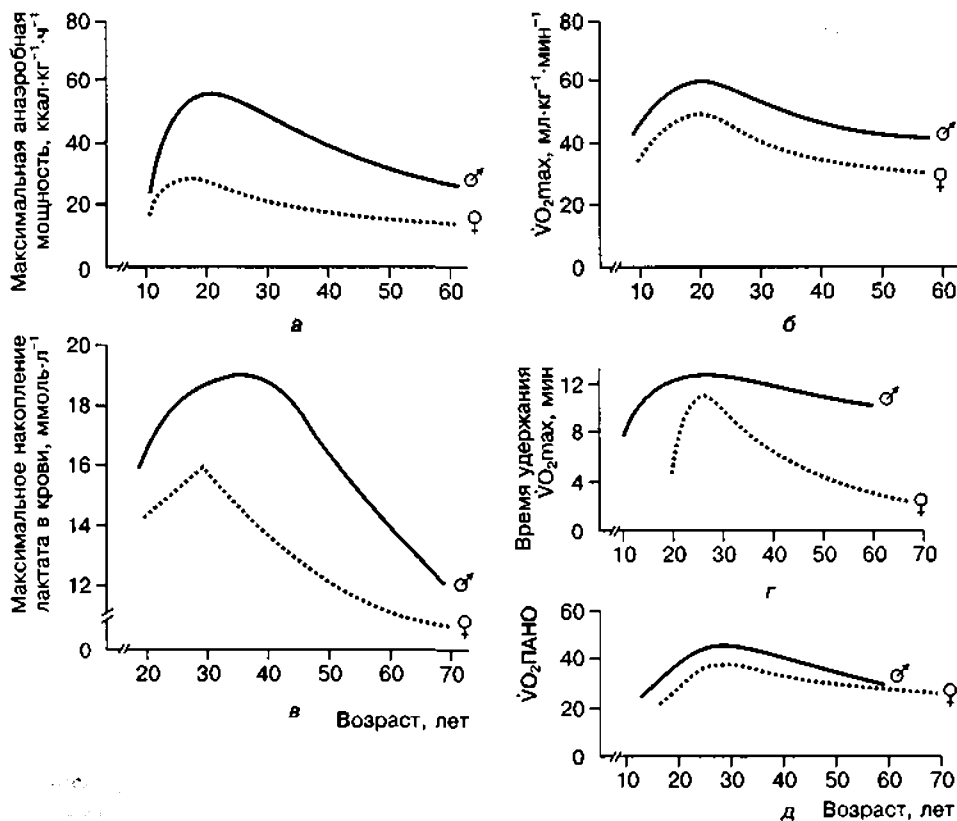 Максимальная анаэробная
мощность, ккал·кг⁻¹·ч⁻¹
80
60
40
20
0
10 20 30 40 50 60
♂
♀
а
V̇O₂max, мл·кг⁻¹·мин⁻¹
80
60
40
20
0
10 20 30 40 50 60
♂
♀
б
Максимальное накопление
лактата в крови, ммоль·л⁻¹
20
18
16
14
12
0
20 30 40 50 60 70
♂
♀
в
Возраст, лет
Время удержания
V̇O₂max, мин
12
8
4
0
10 20 30 40 50 60 70
♂
♀
г
V̇O₂ПАНО
60
40
20
0
10 20 30 40 50 60 70
♂
♀
д
Возраст, лет